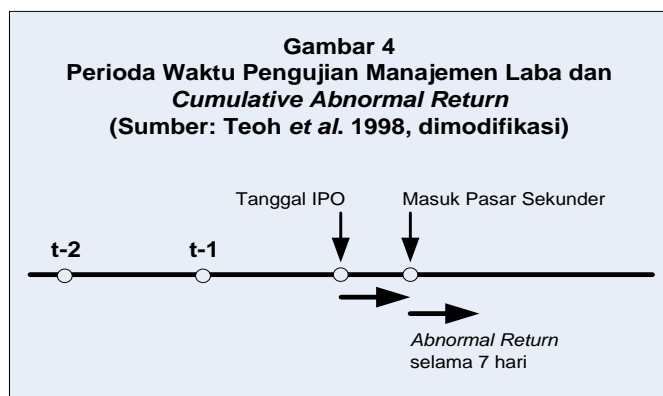 Gambar 4
Perioda Waktu Pengujian Manajemen Laba dan
Cumulative Abnormal Return
(Sumber: Teoh et al. 1998, dimodifikasi)
Tanggal IPO
Masuk Pasar Sekunder
t-2
t-1
Abnormal Return
selama 7 hari